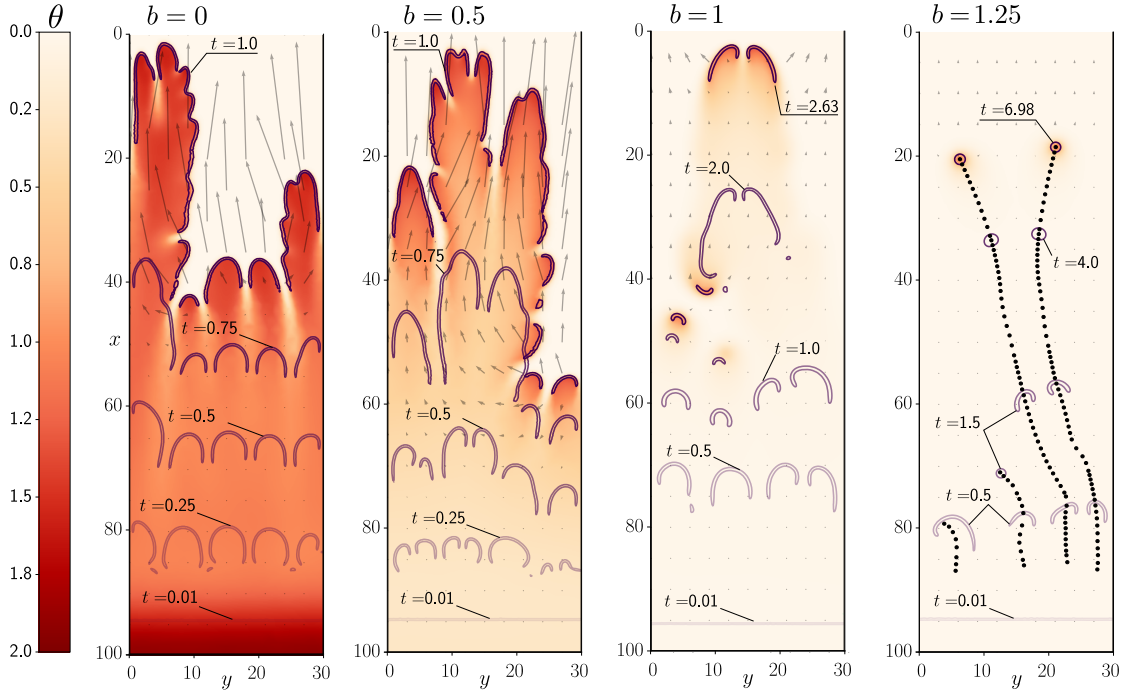 θ
0.0
0.2
0.5
0.8
1.0
1.2
1.5
1.8
2.0
b = 0
0
20
40
x
60
80
100
0 10 20 30
y
t = 1.0
t = 0.75
t = 0.5
t = 0.25
t = 0.01
b = 0.5
0
20
40
60
80
100
0 10 20 30
y
t = 1.0
t = 0.75
t = 0.5
t = 0.25
t = 0.01
b = 1
0
20
40
60
80
100
0 10 20 30
y
t = 2.63
t = 2.0
t = 1.0
t = 0.5
t = 0.01
b = 1.25
0
20
40
60
80
100
0 10 20 30
y
t = 6.98
t = 4.0
t = 1.5
t = 0.5
t = 0.01